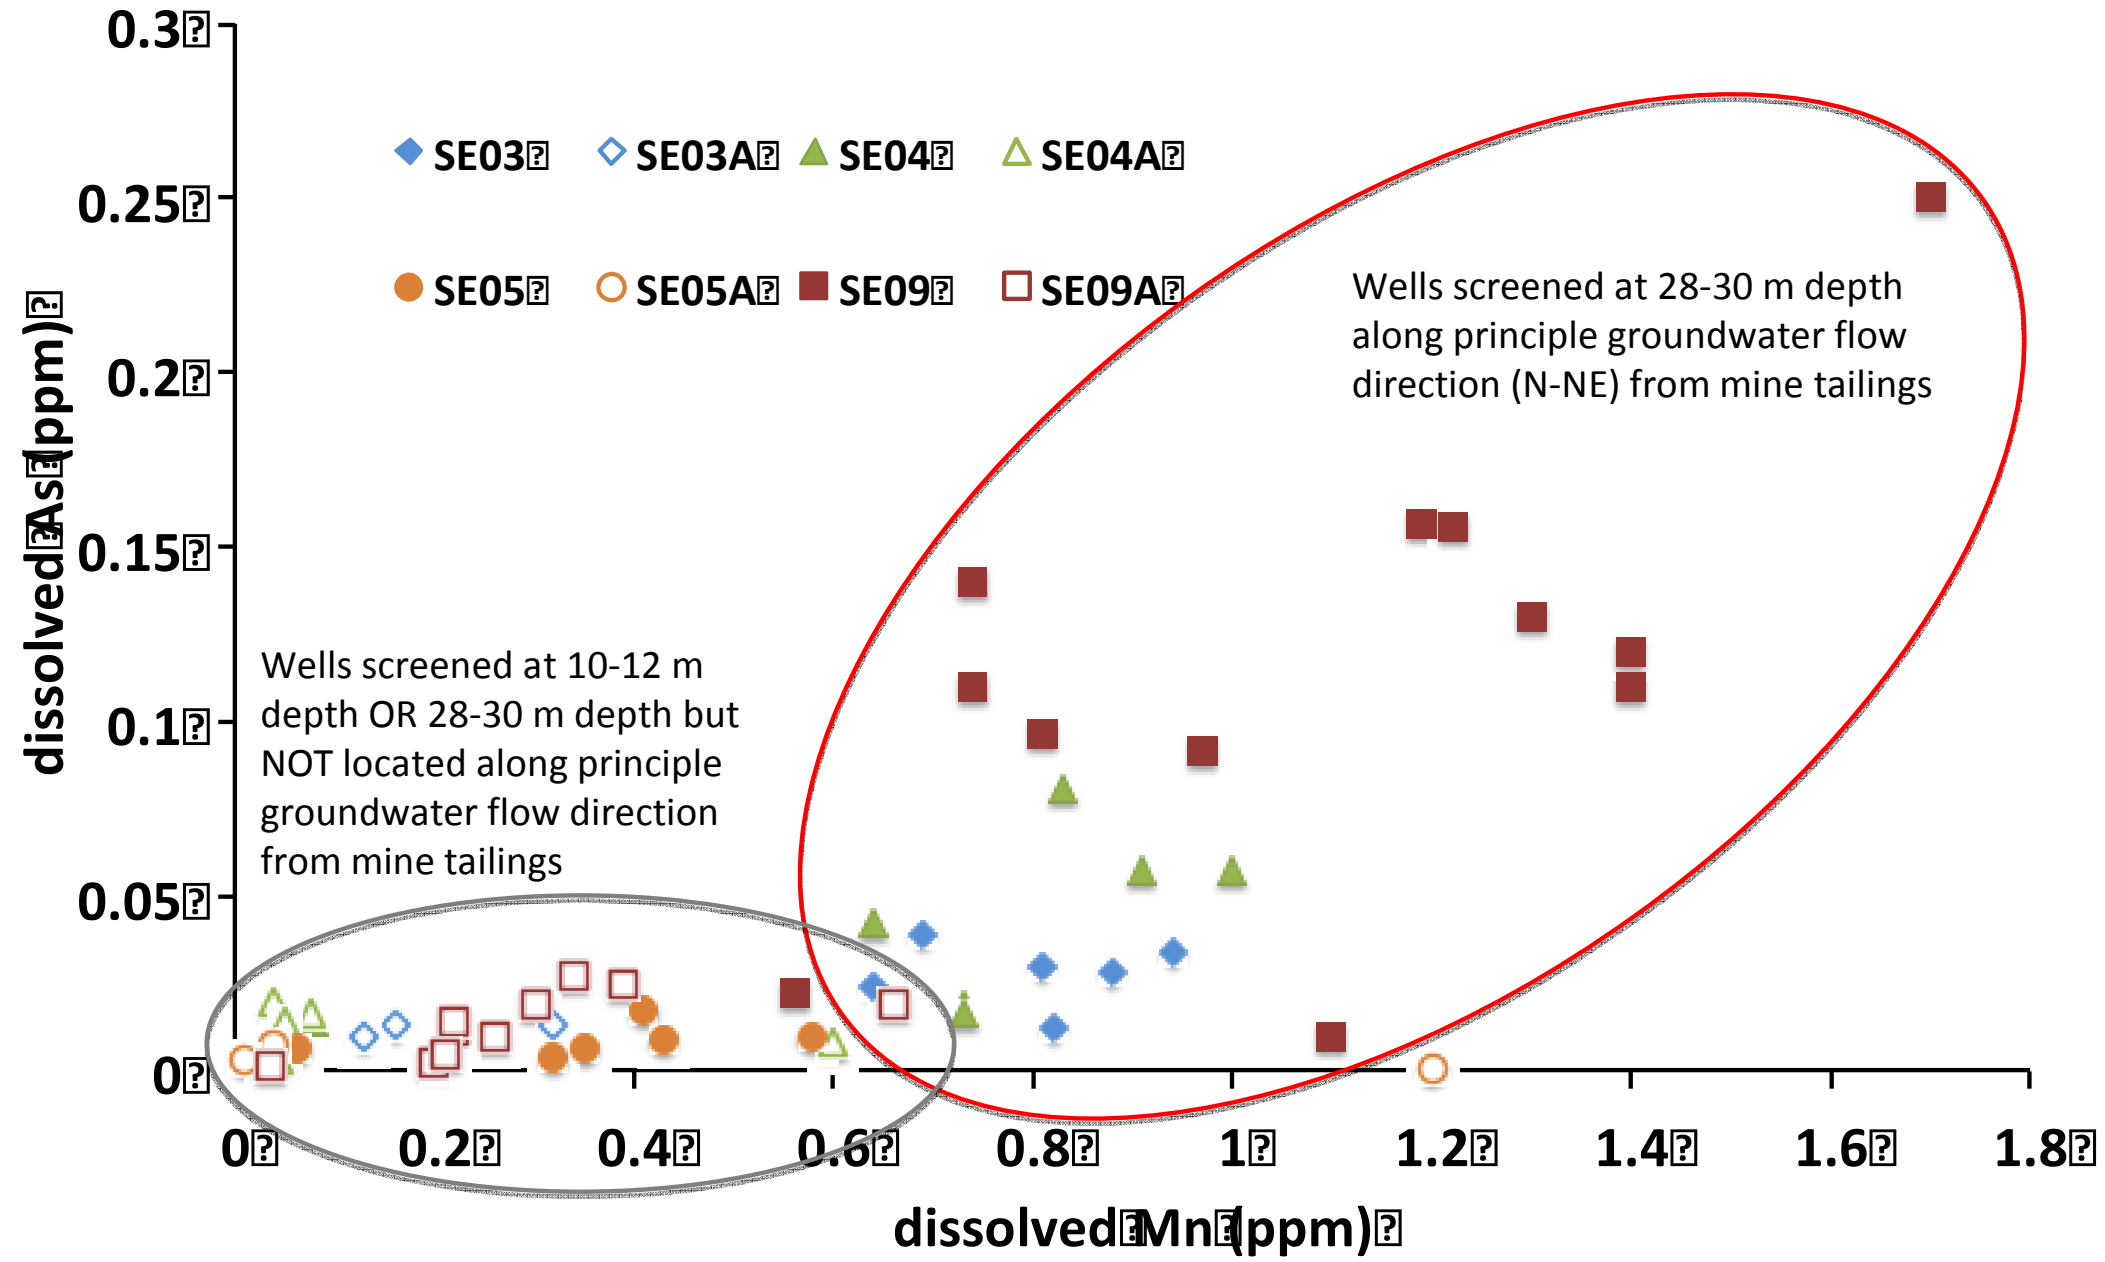 0.3
0.25
0.2
0.15
0.1
0.05
0
dissolved As (ppm)
SE03 SE03A SE04 SE04A
SE05 SE05A SE09 SE09A
Wells screened at 28-30 m depth
along principle groundwater flow
direction (N-NE) from mine tailings
Wells screened at 10-12 m
depth OR 28-30 m depth but
NOT located along principle
groundwater flow direction
from mine tailings
0 0.2 0.4 0.6 0.8 1 1.2 1.4 1.6 1.8
dissolved Mn (ppm)